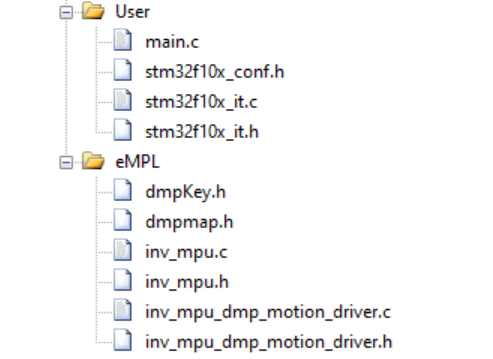 User
main.c
stm32f10x_conf.h
stm32f10x_it.c
stm32f10x_it.h
eMPL
dmpKey.h
dmpmap.h
inv_mpu.c
inv_mpu.h
inv_mpu_dmp_motion_driver.c
inv_mpu_dmp_motion_driver.h